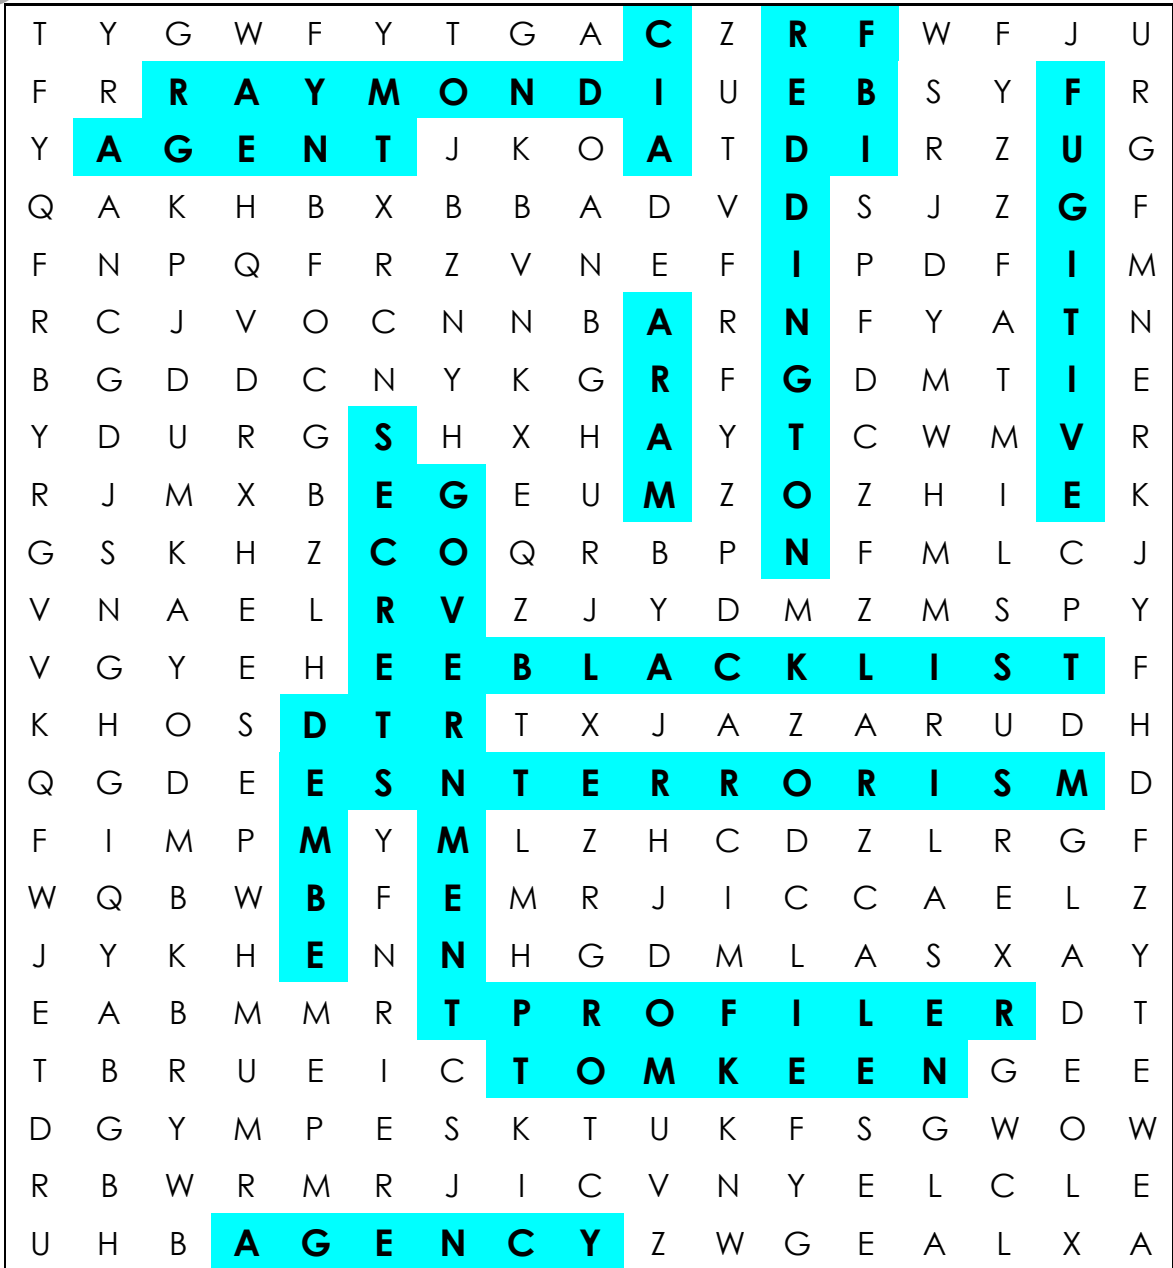 T Y G W F Y T G A C Z R F W F J U
F R R A Y M O N D I U E B S Y F R
Y A G E N T J K O A T D I R Z U G
Q A K H B X B B A D V D S J Z G F
F N P Q F R Z V N E F I P D F I M
R C J V O C N N B A R N F Y A T N
B G D D C N Y K G R F G D M T I E
Y D U R G S H X H A Y T C W M V R
R J M X B E G E U M Z O Z H I E K
G S K H Z C O Q R B P N F M L C J
V N A E L R V Z J Y D M Z M S P Y
V G Y E H E E B L A C K L I S T F
K H O S D T R T X J A Z A R U D H
Q G D E E S N T E R R O R I S M D
F I M P M Y M L Z H C D Z L R G F
W Q B W B F E M R J I C C A E L Z
J Y K H E N N H G D M L A S X A Y
E A B M M R T P R O F I L E R D T
T B R U E I C T O M K E E N G E E
D G Y M P E S K T U K F S G W O W
R B W R M R J I C V N Y E L C L E
U H B A G E N C Y Z W G E A L X A